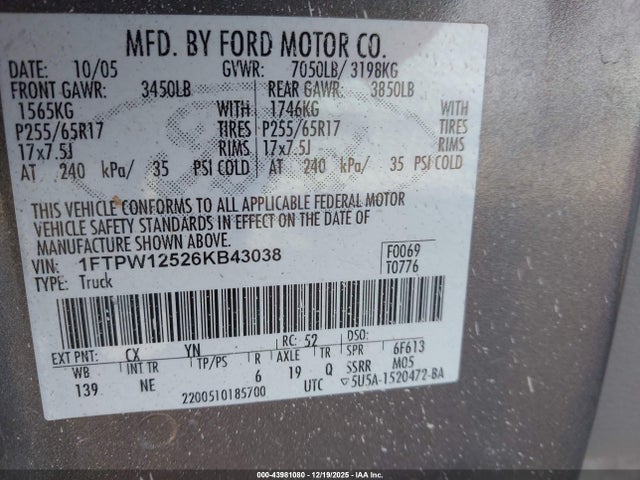 MFD. BY FORD MOTOR CO.
DATE: 10/05 GVWR: 7050LB/ 3198KG
FRONT GAWR: 3450LB REAR GAWR: 3850LB
1565KG WITH 1746KG WITH
P255/65R17 TIRES P255/65R17 TIRES
17x7.5J RIMS 17x7.5J RIMS
AT 240 kPa/ 35 PSI COLD AT 240 kPa/ 35 PSI COLD
THIS VEHICLE CONFORMS TO ALL APPLICABLE FEDERAL MOTOR
VEHICLE SAFETY STANDARDS IN EFFECT ON THE DATE OF
MANUFACTURE SHOWN ABOVE.
VIN: 1FTPW12526KB43038 F0069
TYPE: Truck T0776
EXT PNT: CX YN RC: 52 DSO:
WB INT TR TP/PS R AXLE TR SPR 6F613
139 NE 6 19 Q SSRR M05
2200510185700 UTC 5U5A-1520472-BA
Stock: 000-43981080 - 12/19/2025 - IAA Inc.